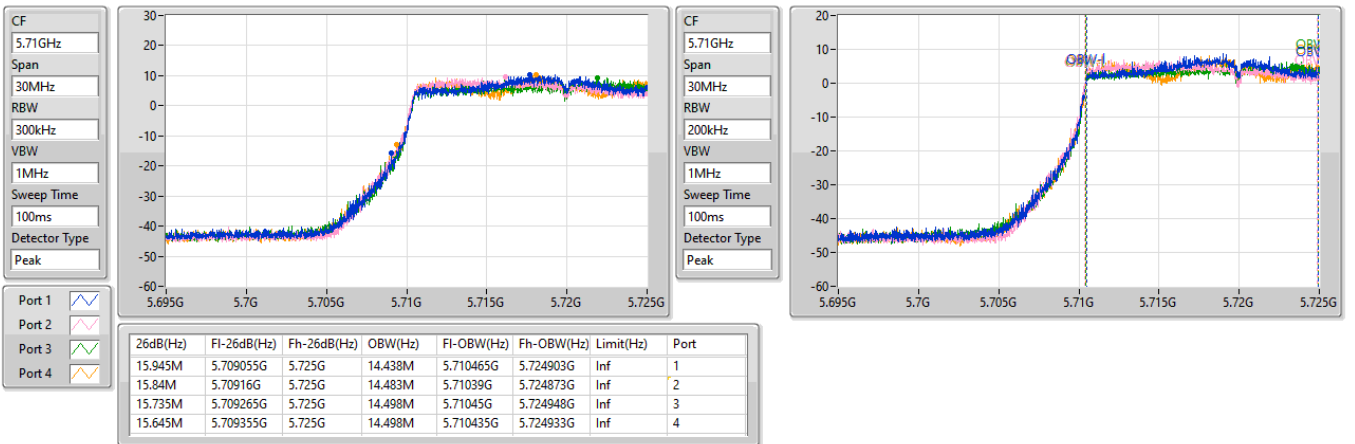 CF
5.71GHz
Span
30MHz
RBW
300kHz
VBW
1MHz
Sweep Time
100ms
Detector Type
Peak
30
20
10
0
-10
-20
-30
-40
-50
-60
5.695G 5.7G 5.705G 5.71G 5.715G 5.72G 5.725G
CF
5.71GHz
Span
30MHz
RBW
200kHz
VBW
1MHz
Sweep Time
100ms
Detector Type
Peak
20
10
0
-10
-20
-30
-40
-50
-60
OBW-l
OBW
OBW
5.695G 5.7G 5.705G 5.71G 5.715G 5.72G 5.725G
Port 1
Port 2
Port 3
Port 4
26dB(Hz) Fl-26dB(Hz) Fh-26dB(Hz) OBW(Hz) Fl-OBW(Hz) Fh-OBW(Hz) Limit(Hz) Port
15.945M 5.709055G 5.725G 14.438M 5.710465G 5.724903G Inf 1
15.84M 5.70916G 5.725G 14.483M 5.71039G 5.724873G Inf 2
15.735M 5.709265G 5.725G 14.498M 5.71045G 5.724948G Inf 3
15.645M 5.709355G 5.725G 14.498M 5.710435G 5.724933G Inf 4